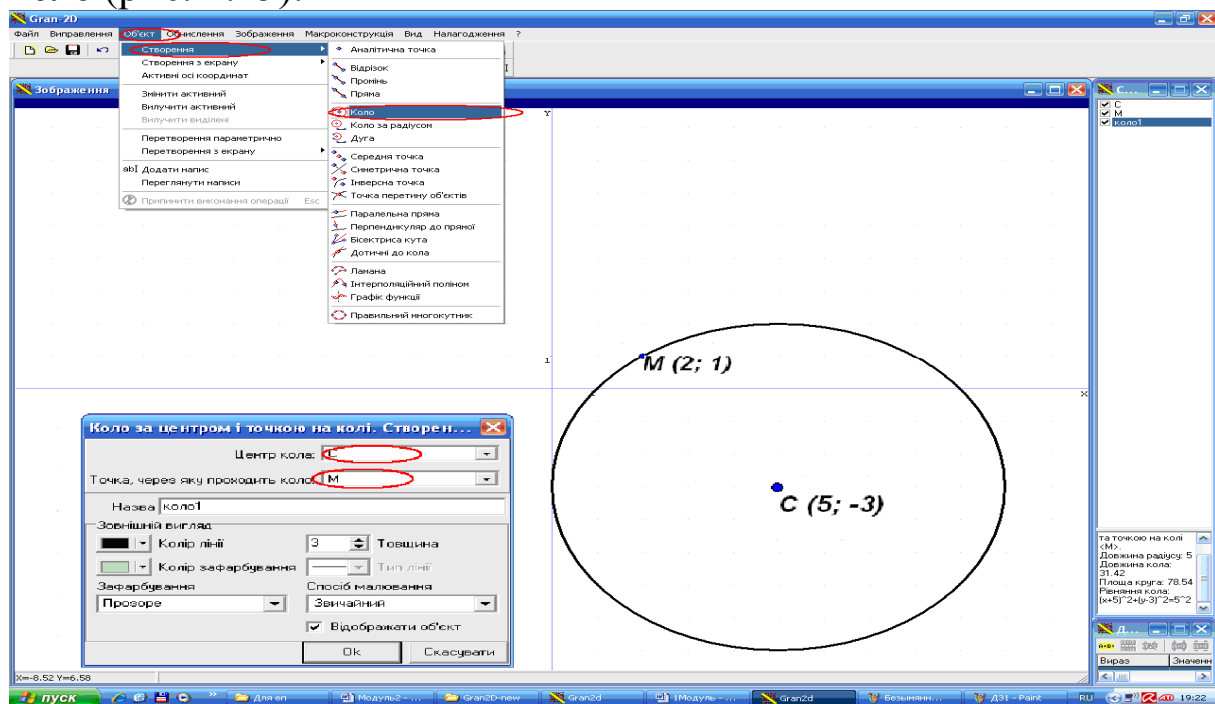 Gran-2D
Файл Виправлення Об'єкт Обчислення Зображення Макроконструкція Вид Налагодження ?
Створення
Створення з екрану
Активні осі координат
Змінити активний
Вилучити активний
Вилучити виділені
Перетворення параметрично
Перетворення з екрану
abI Додати напис
Переглянути написи
Припинити виконання операції Esc
Аналітична точка
Відрізок
Промінь
Пряма
Коло
Коло за радіусом
Дуга
Середня точка
Симетрична точка
Інверсна точка
Точка перетину об'єктів
Паралельна пряма
Перпендикуляр до прямої
Бісектриса кута
Дотичні до кола
Ламана
Інтерполяційний поліном
Графік функції
Правильний многокутник
Зображення
Y
1
X
M (2; 1)
C (5; -3)
С...
C
M
коло1
Коло за центром і точкою на колі. Створен...
Центр кола: C
Точка, через яку проходить коло: M
Назва коло1
Зовнішній вигляд
Колір лінії 3 Товщина
Колір зафарбування Тип лінії
Зафарбування Спосіб малювання
Прозоре Звичайний
Відображати об'єкт
Ok Скасувати
та точкою на колі
<M>.
Довжина радіусу: 5
Довжина кола:
31.42
Площа круга: 78.54
Рівняння кола:
(x+5)^2+(y-3)^2=5^2
Д...
Вираз Значенн
X=-8.52 Y=6.58
пуск Для еп Модуль2 - ... Gran2D-new Gran2d 1Модуль - ... Gran2d Безымянн... ДЗ1 - Paint RU 19:22